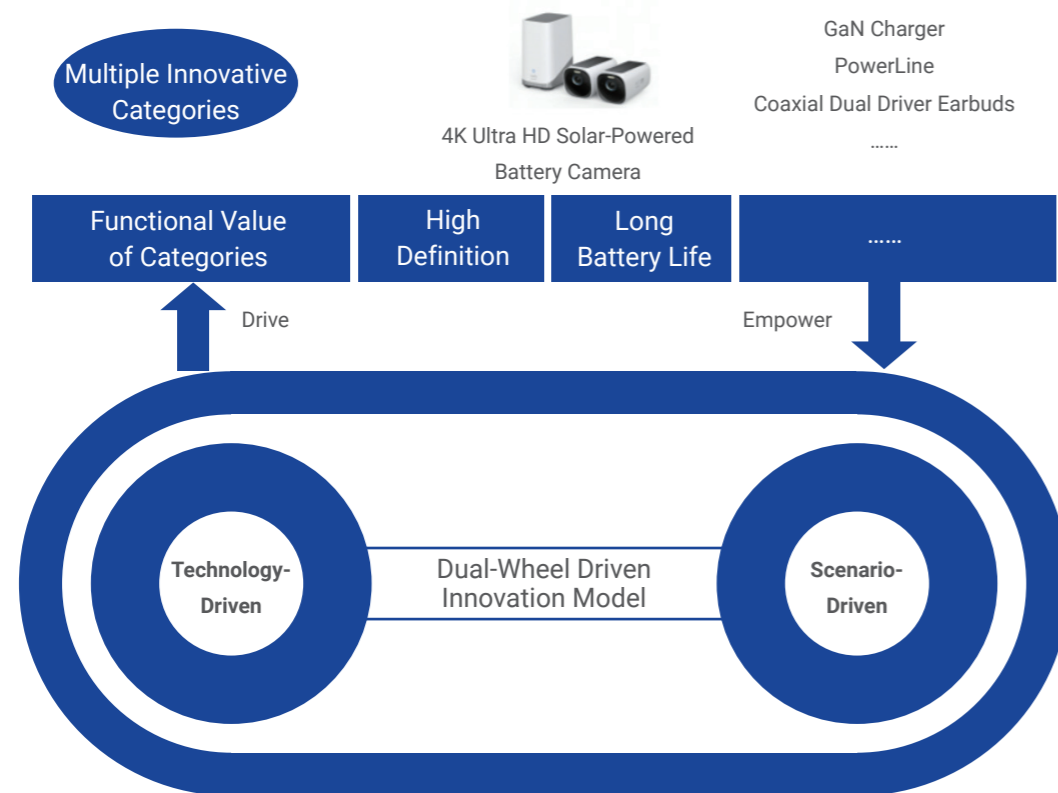 Multiple Innovative
Categories
4K Ultra HD Solar-Powered
Battery Camera
GaN Charger
PowerLine
Coaxial Dual Driver Earbuds
......
Functional Value
of Categories
High
Definition
Long
Battery Life
......
Drive
Empower
Technology-
Driven
Dual-Wheel Driven
Innovation Model
Scenario-
Driven